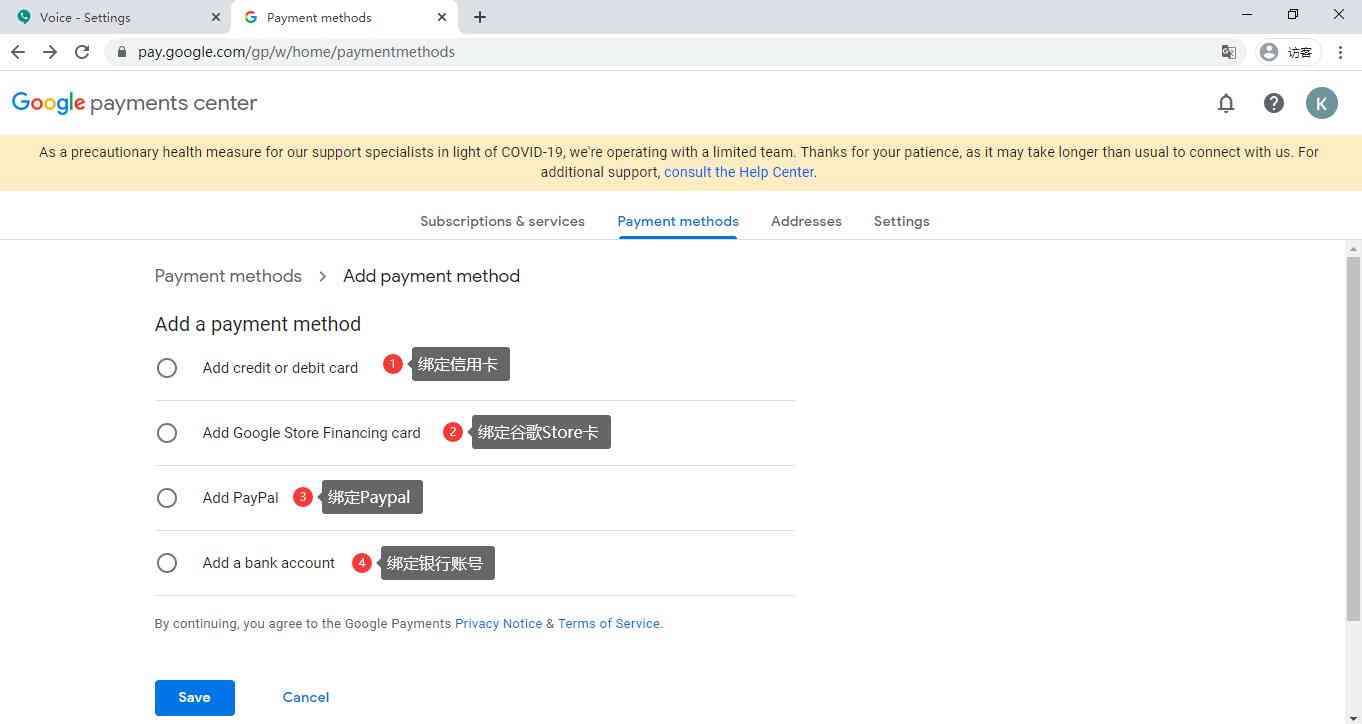 Voice - Settings
Payment methods
pay.google.com/gp/w/home/paymentmethods
访客
Google payments center
K
As a precautionary health measure for our support specialists in light of COVID-19, we're operating with a limited team. Thanks for your patience, as it may take longer than usual to connect with us. For
additional support, consult the Help Center.
Subscriptions & services
Payment methods
Addresses
Settings
Payment methods > Add payment method
Add a payment method
Add credit or debit card 1 绑定信用卡
Add Google Store Financing card 2 绑定谷歌Store卡
Add PayPal 3 绑定Paypal
Add a bank account 4 绑定银行账号
By continuing, you agree to the Google Payments Privacy Notice & Terms of Service.
Save
Cancel